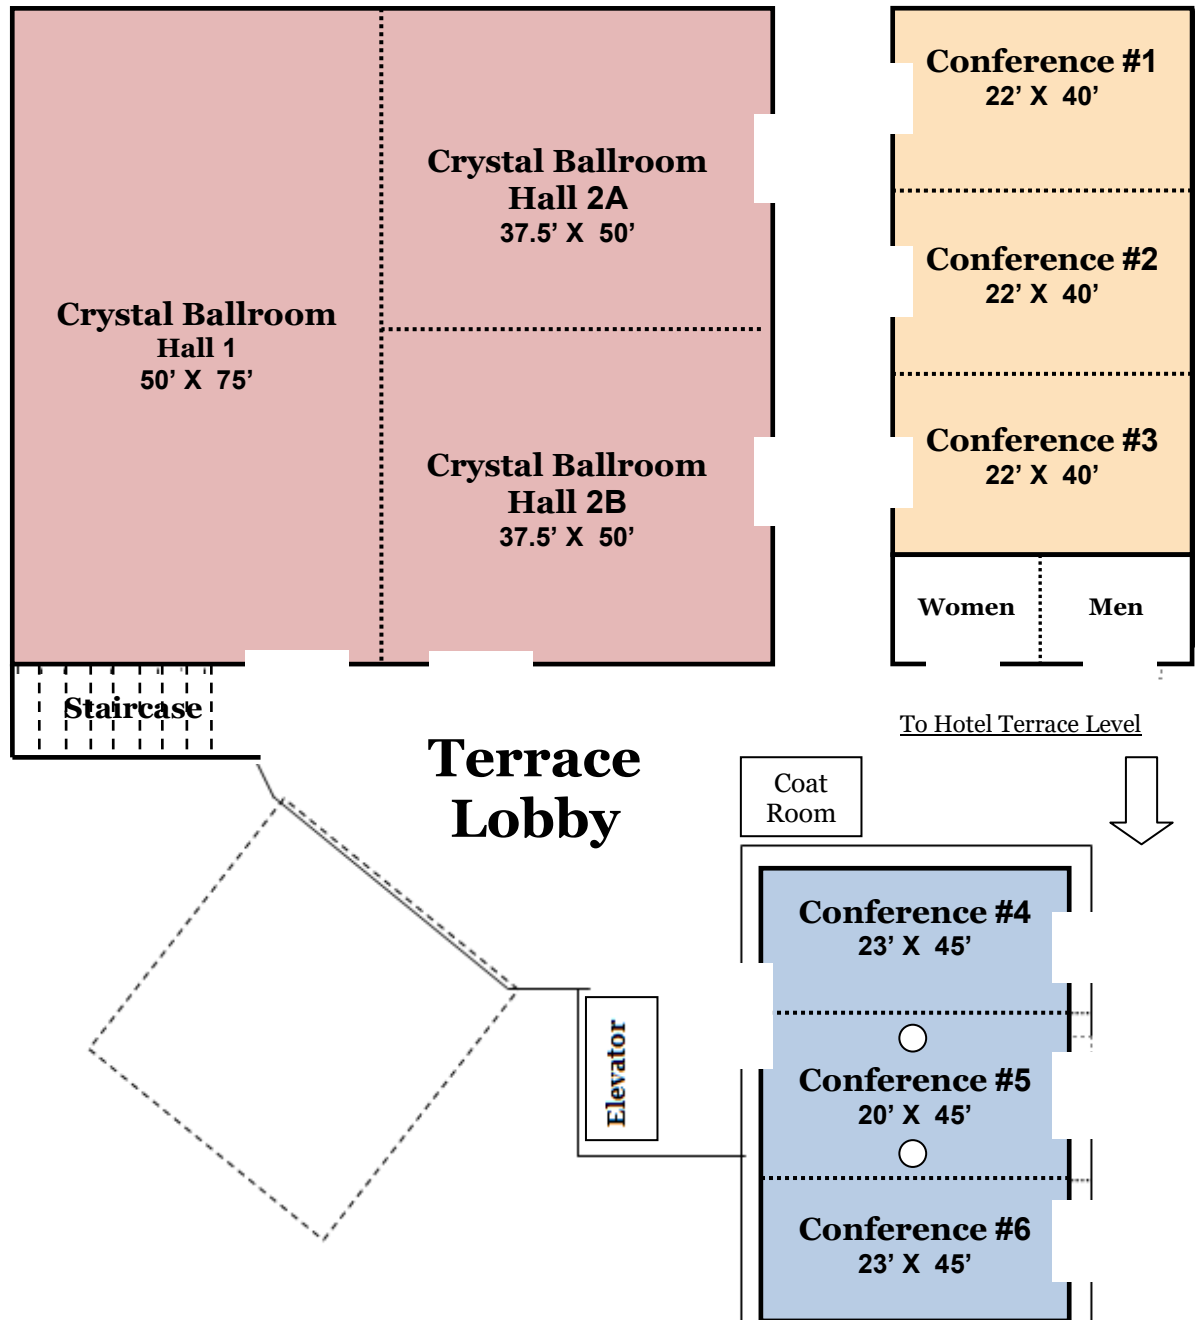 Crystal Ballroom
Hall 1
50’ X 75’
Crystal Ballroom
Hall 2A
37.5’ X 50’
Crystal Ballroom
Hall 2B
37.5’ X 50’
Conference #1
22’ X 40’
Conference #2
22’ X 40’
Conference #3
22’ X 40’
Women
Men
Staircase
Terrace
Lobby
To Hotel Terrace Level
Coat
Room
Elevator
Conference #4
23’ X 45’
Conference #5
20’ X 45’
Conference #6
23’ X 45’